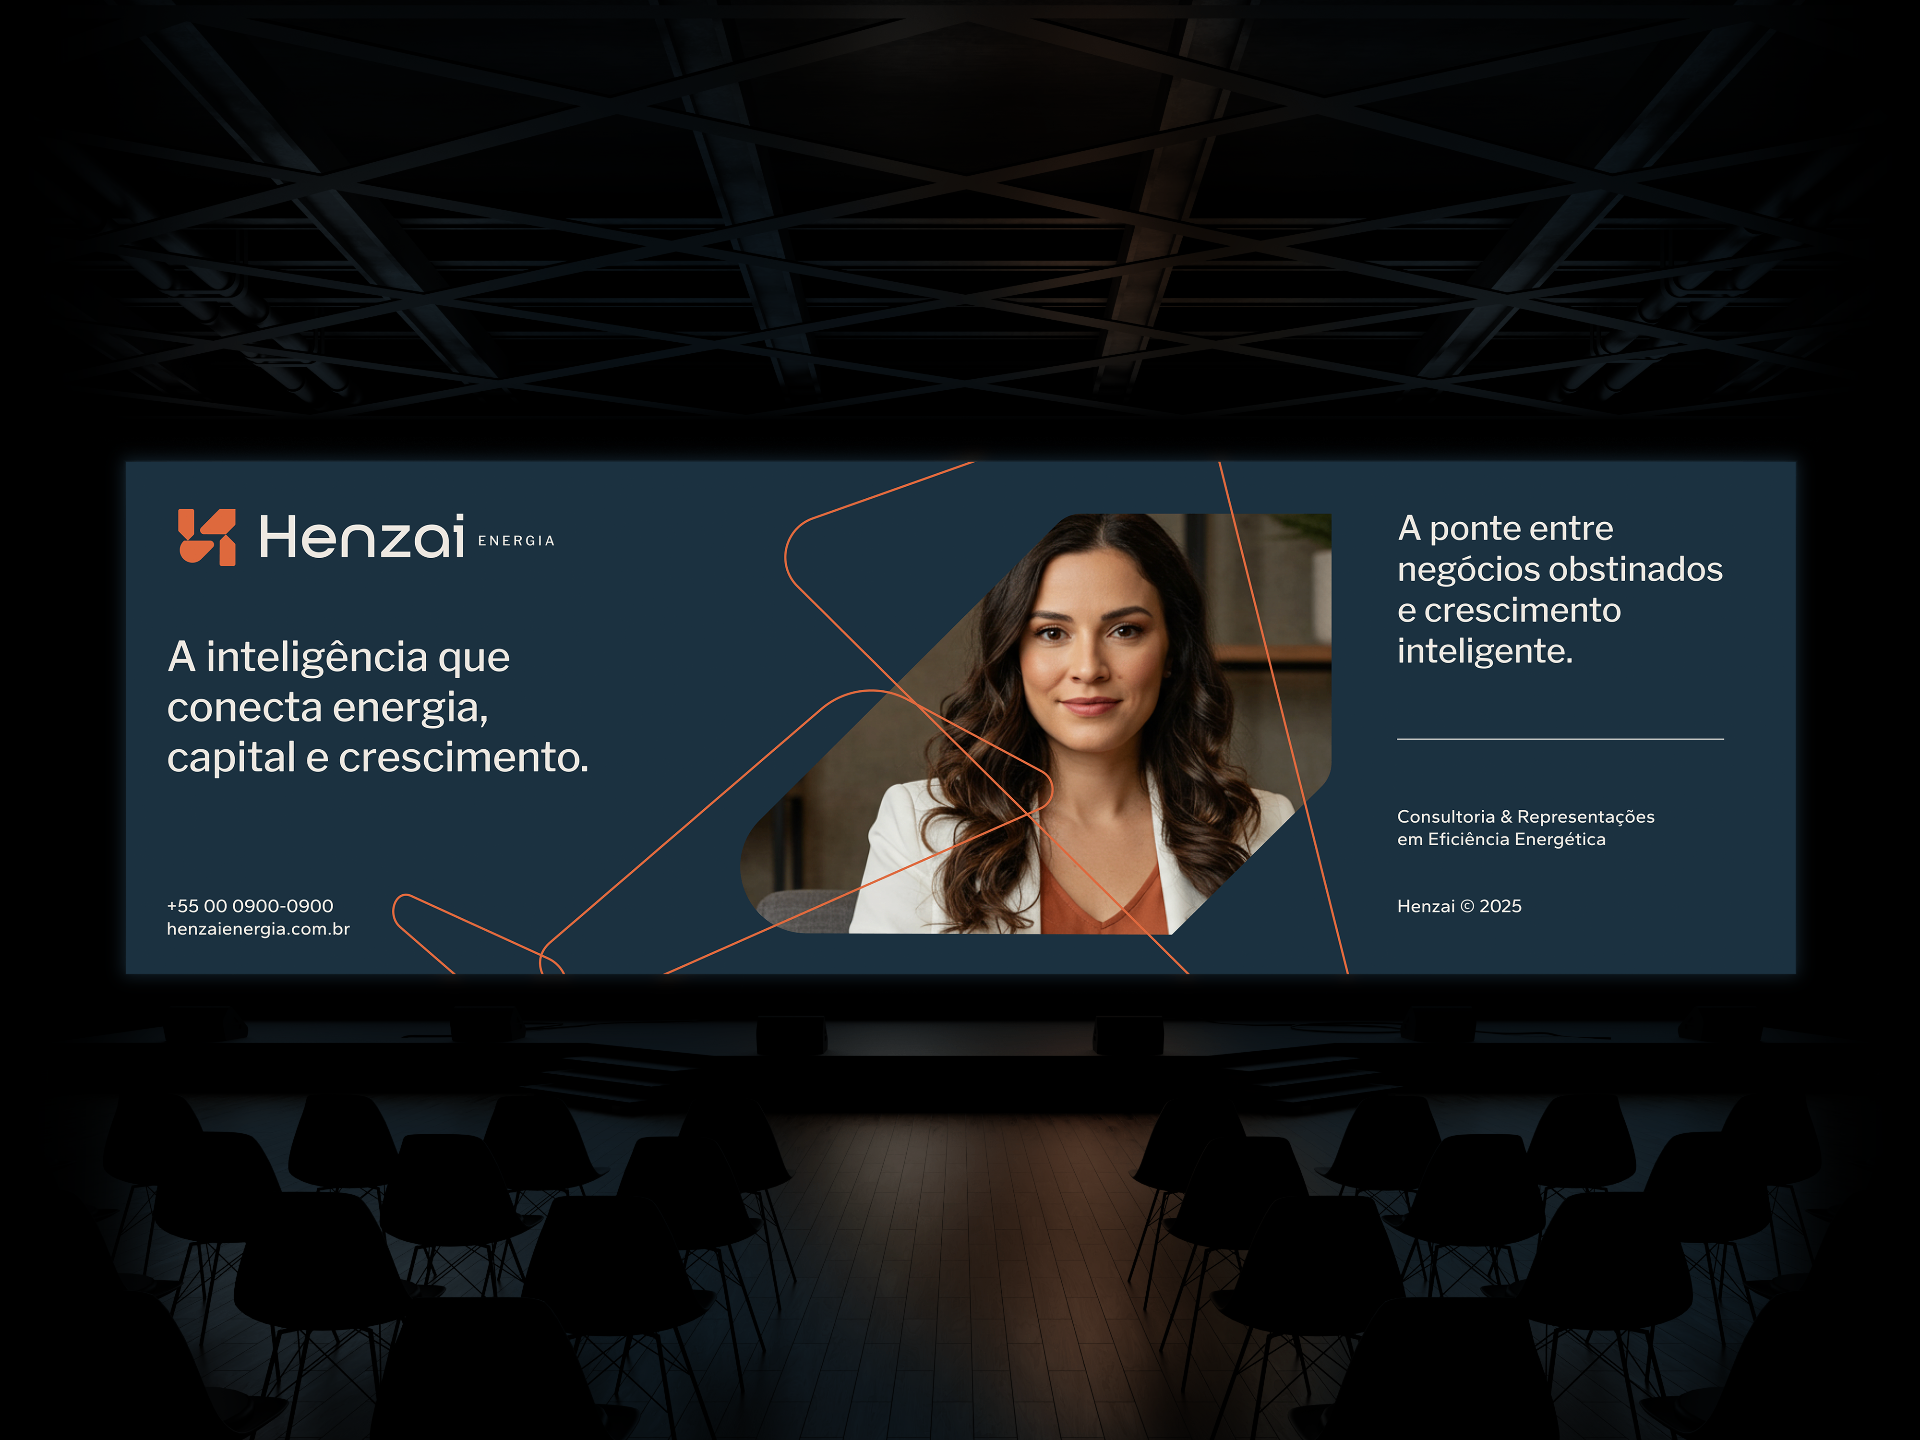 Henzai ENERGIA
A inteligência que
conecta energia,
capital e crescimento.
+55 00 0900-0900
henzaienergia.com.br
A ponte entre
negócios obstinados
e crescimento
inteligente.
Consultoria & Representações
em Eficiência Energética
Henzai © 2025